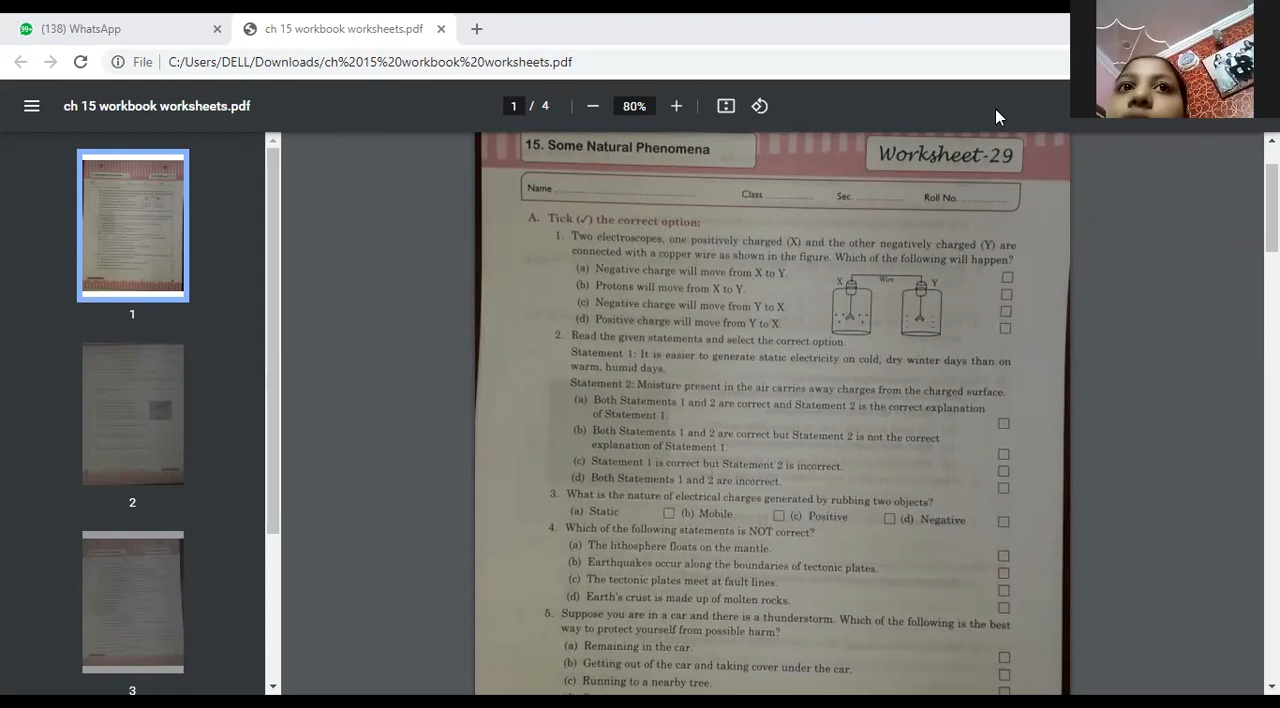 99+ (138) WhatsApp
ch 15 workbook worksheets.pdf
File C:/Users/DELL/Downloads/ch%2015%20workbook%20worksheets.pdf
ch 15 workbook worksheets.pdf
1 / 4
80%
1
2
3
15. Some Natural Phenomena
Worksheet-29
Name Class Sec. Roll No.
A. Tick (✓) the correct option:
1. Two electroscopes, one positively charged (X) and the other negatively charged (Y) are
connected with a copper wire as shown in the figure. Which of the following will happen?
(a) Negative charge will move from X to Y.
(b) Protons will move from X to Y.
(c) Negative charge will move from Y to X.
(d) Positive charge will move from Y to X.
X Wire Y
2. Read the given statements and select the correct option.
Statement 1: It is easier to generate static electricity on cold, dry winter days than on
warm, humid days.
Statement 2: Moisture present in the air carries away charges from the charged surface.
(a) Both Statements 1 and 2 are correct and Statement 2 is the correct explanation
of Statement 1.
(b) Both Statements 1 and 2 are correct but Statement 2 is not the correct
explanation of Statement 1.
(c) Statement 1 is correct but Statement 2 is incorrect.
(d) Both Statements 1 and 2 are incorrect.
3. What is the nature of electrical charges generated by rubbing two objects?
(a) Static (b) Mobile (c) Positive (d) Negative
4. Which of the following statements is NOT correct?
(a) The lithosphere floats on the mantle.
(b) Earthquakes occur along the boundaries of tectonic plates.
(c) The tectonic plates meet at fault lines.
(d) Earth's crust is made up of molten rocks.
5. Suppose you are in a car and there is a thunderstorm. Which of the following is the best
way to protect yourself from possible harm?
(a) Remaining in the car.
(b) Getting out of the car and taking cover under the car.
(c) Running to a nearby tree.